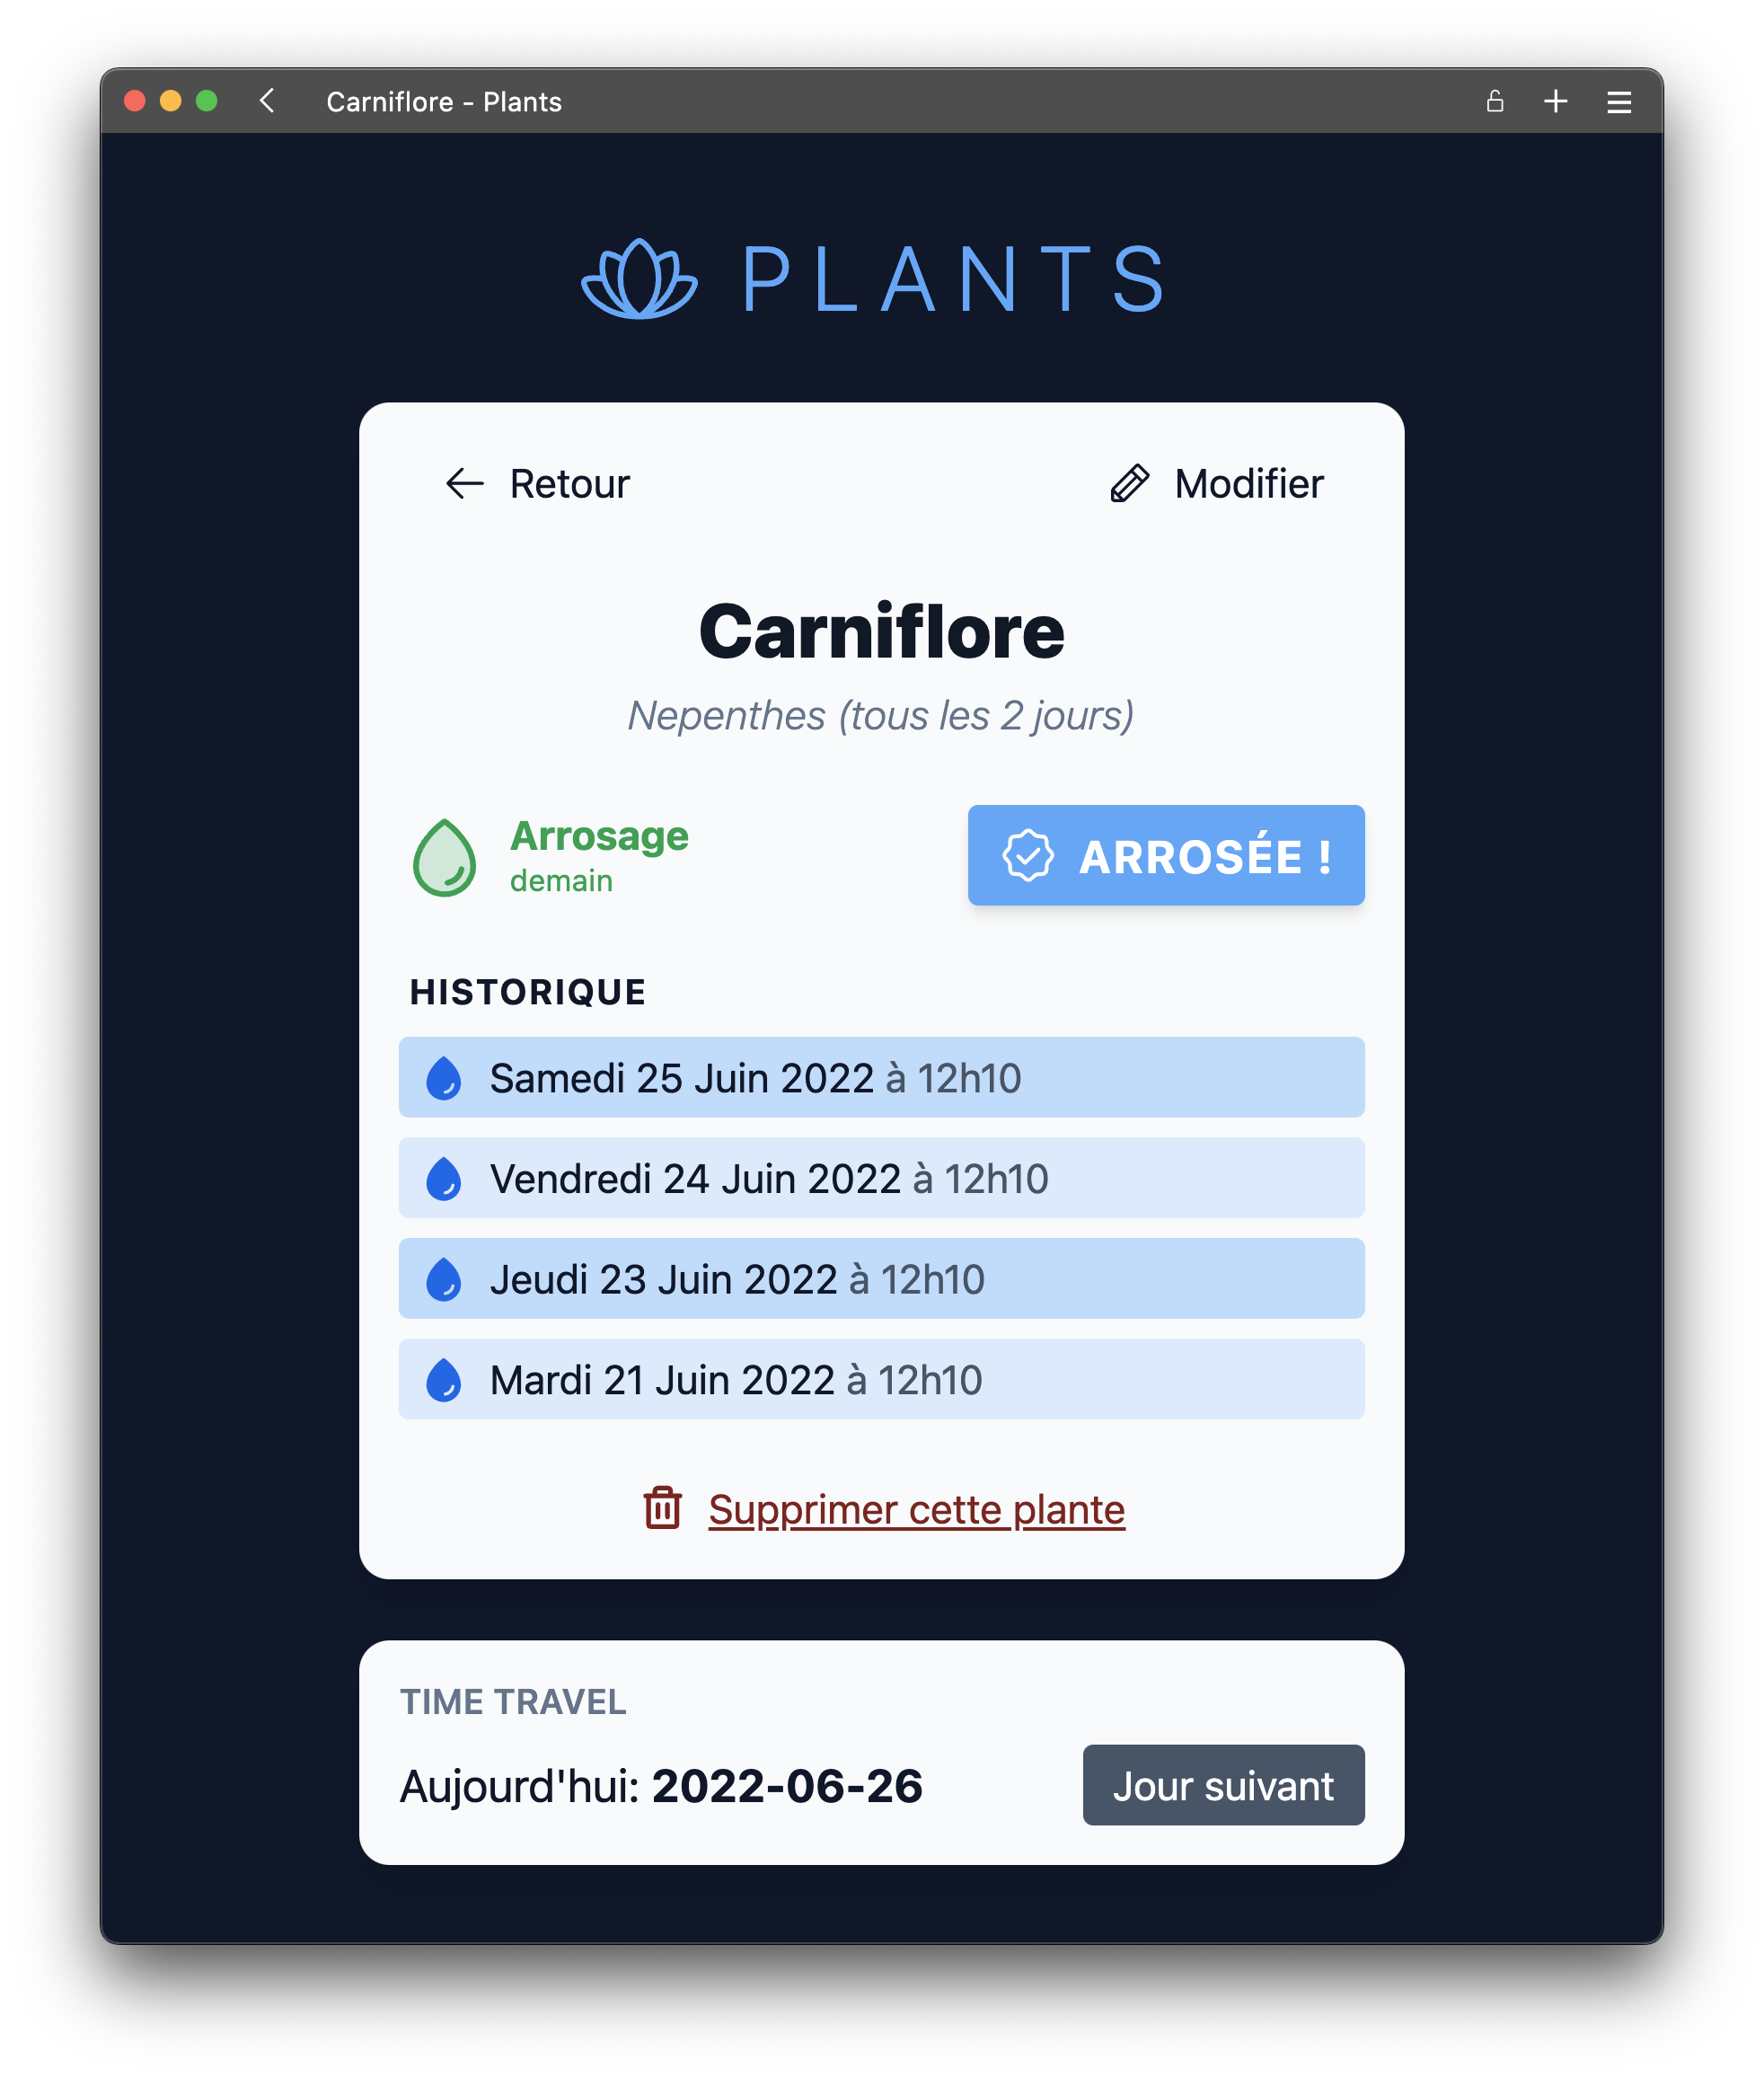 Carniflore - Plants
PLANTS
Retour
Modifier
Carniflore
Nepenthes (tous les 2 jours)
Arrosage
demain
ARROSÉE !
HISTORIQUE
Samedi 25 Juin 2022 à 12h10
Vendredi 24 Juin 2022 à 12h10
Jeudi 23 Juin 2022 à 12h10
Mardi 21 Juin 2022 à 12h10
Supprimer cette plante
TIME TRAVEL
Aujourd'hui: 2022-06-26
Jour suivant